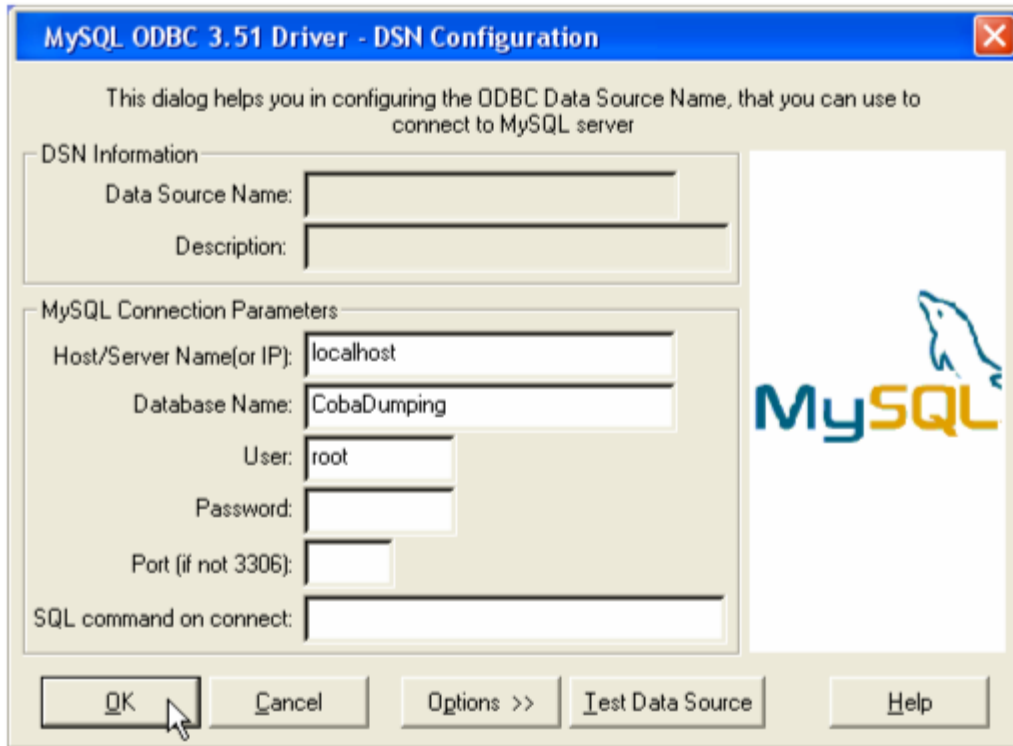 MySQL ODBC 3.51 Driver - DSN Configuration
This dialog helps you in configuring the ODBC Data Source Name, that you can use to
connect to MySQL server
DSN Information
Data Source Name:
Description:
MySQL Connection Parameters
Host/Server Name(or IP): localhost
Database Name: CobaDumping
User: root
Password:
Port (if not 3306):
SQL command on connect:
MySQL
OK Cancel Options >> Test Data Source Help